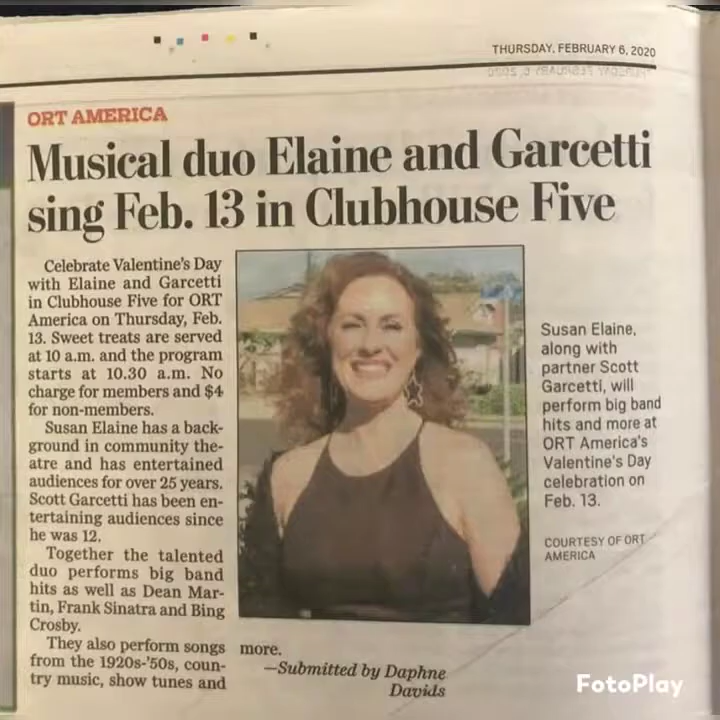 THURSDAY, FEBRUARY 6, 2020
ORT AMERICA
Musical duo Elaine and Garcetti
sing Feb. 13 in Clubhouse Five
Celebrate Valentine's Day
with Elaine and Garcetti
in Clubhouse Five for ORT
America on Thursday, Feb.
13. Sweet treats are served
at 10 a.m. and the program
starts at 10.30 a.m. No
charge for members and $4
for non-members.
Susan Elaine has a back-
ground in community the-
atre and has entertained
audiences for over 25 years.
Scott Garcetti has been en-
tertaining audiences since
he was 12.
Together the talented
duo performs big band
hits as well as Dean Mar-
tin, Frank Sinatra and Bing
Crosby.
They also perform songs
from the 1920s-'50s, coun-
try music, show tunes and
more.
—Submitted by Daphne
Davids
Susan Elaine,
along with
partner Scott
Garcetti, will
perform big band
hits and more at
ORT America's
Valentine's Day
celebration on
Feb. 13.
COURTESY OF ORT
AMERICA
FotoPlay